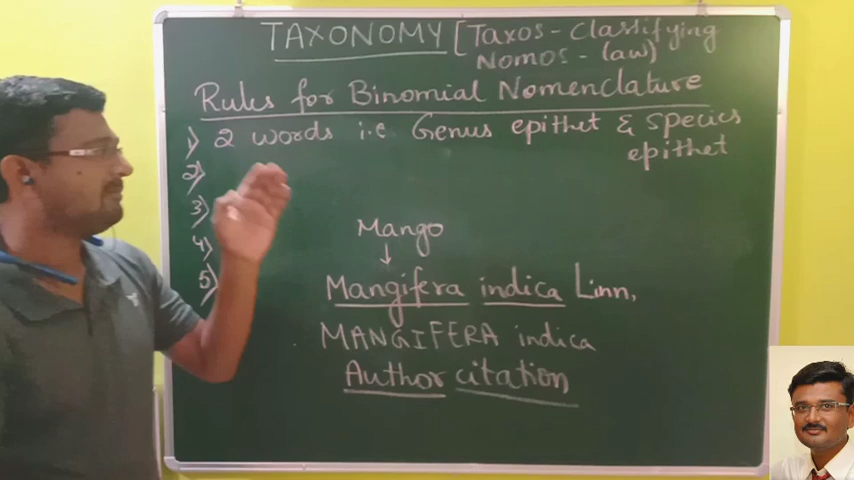 TAXONOMY [Taxos - Classifying
Nomos - law)
Rules for Binomial Nomenclature
1) 2 words i.e Genus epithet & species
epithet
2)
3)
4)
5)
Mango
↓
Mangifera indica Linn,
MANGIFERA indica
Author citation